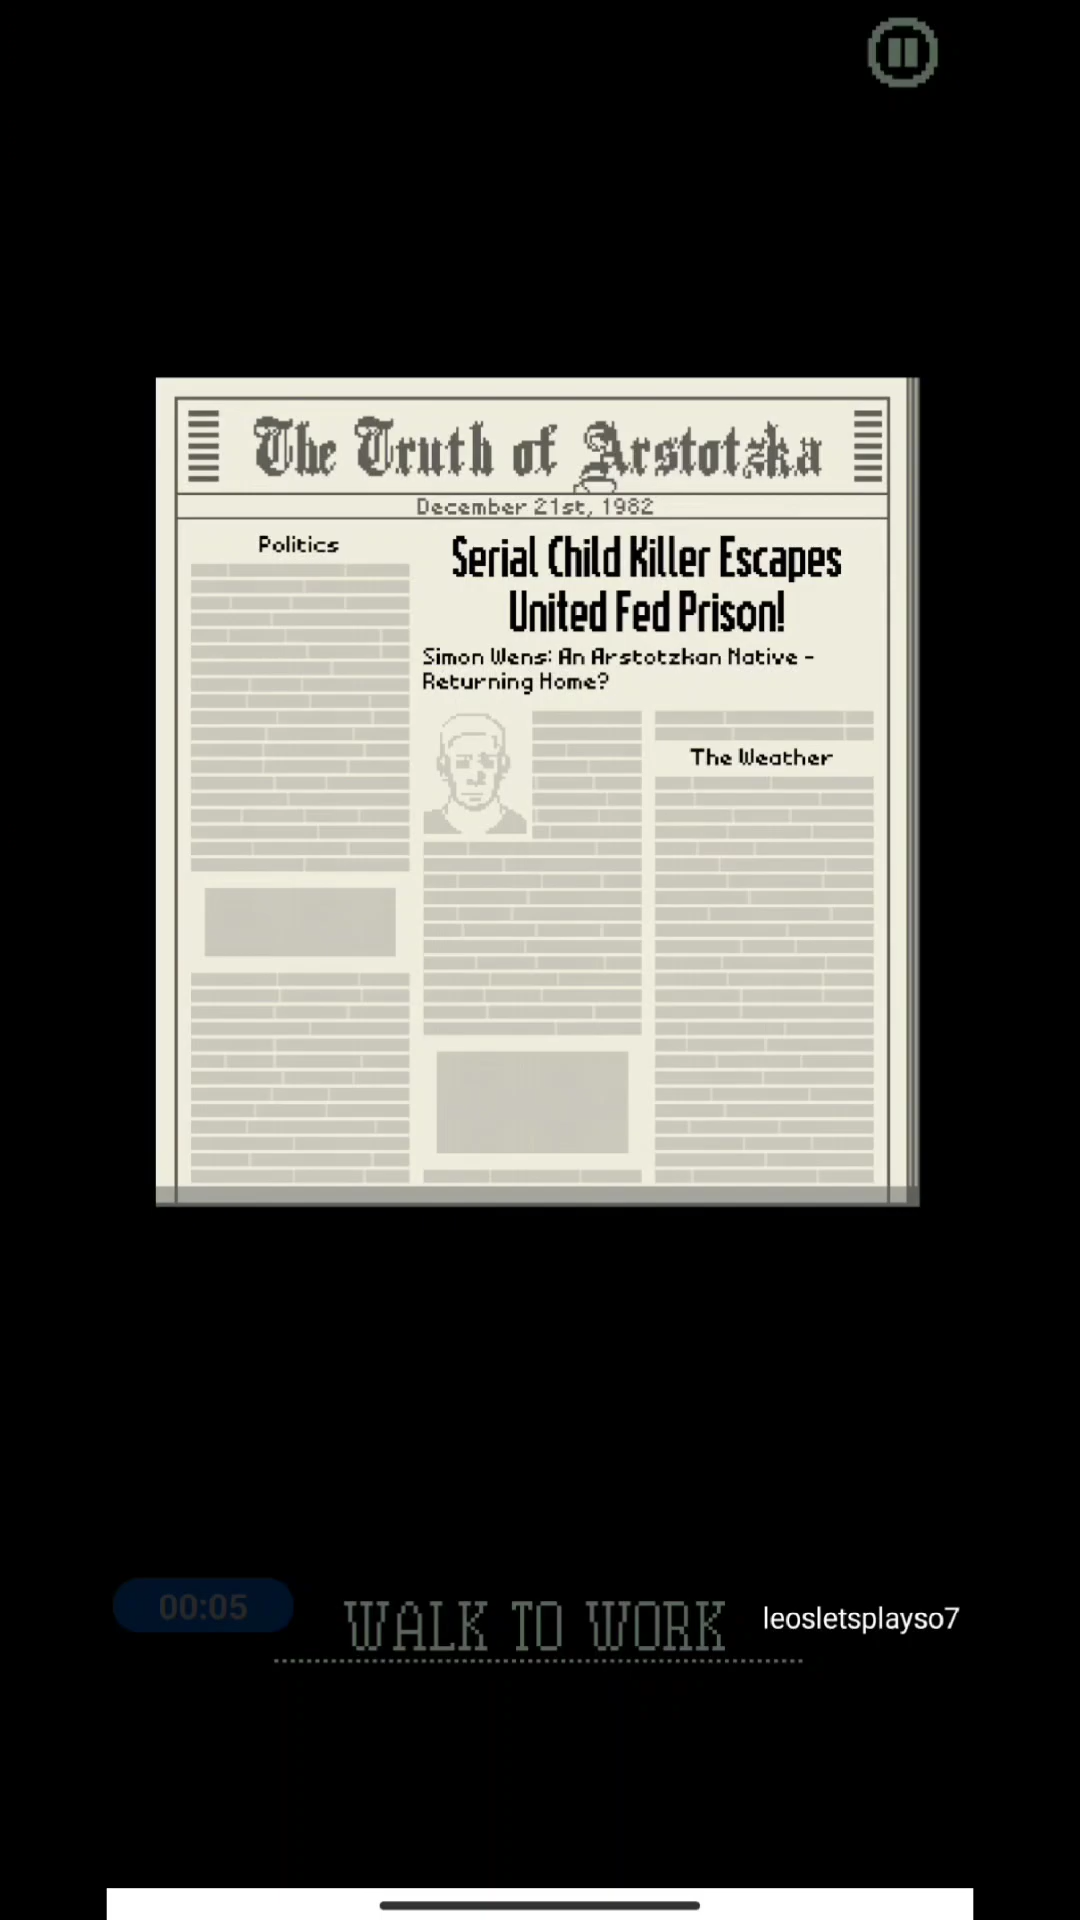 The Truth of Arstotzka
December 21st, 1982
Politics
Serial Child Killer Escapes
United Fed Prison!
Simon Wens: An Arstotzkan Native -
Returning Home?
The Weather
00:05
WALK TO WORK
leosletsplayso7